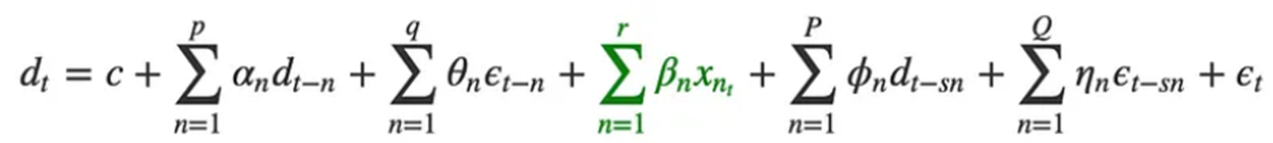 $d_t = c + \sum_{n=1}^{p} \alpha_n d_{t-n} + \sum_{n=1}^{q} \theta_n \epsilon_{t-n} + \sum_{n=1}^{r} \beta_n x_{n_t} + \sum_{n=1}^{P} \phi_n d_{t-sn} + \sum_{n=1}^{Q} \eta_n \epsilon_{t-sn} + \epsilon_t$